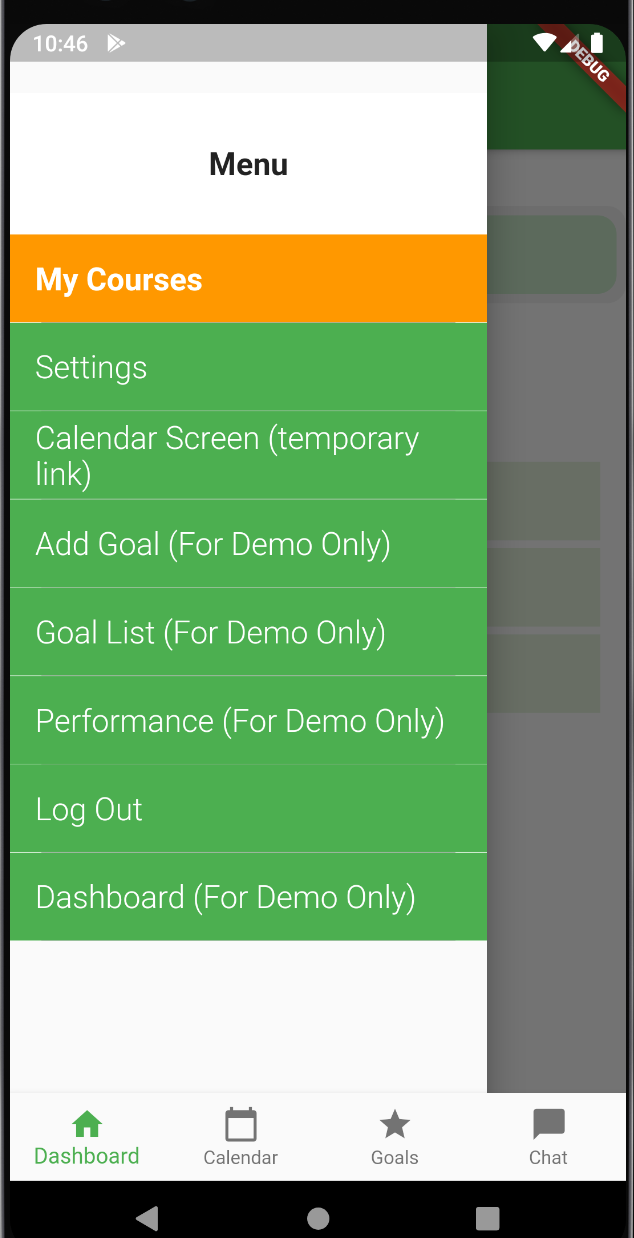 10:46
DEBUG
Menu
My Courses
Settings
Calendar Screen (temporary
link)
Add Goal (For Demo Only)
Goal List (For Demo Only)
Performance (For Demo Only)
Log Out
Dashboard (For Demo Only)
Dashboard
Calendar
Goals
Chat